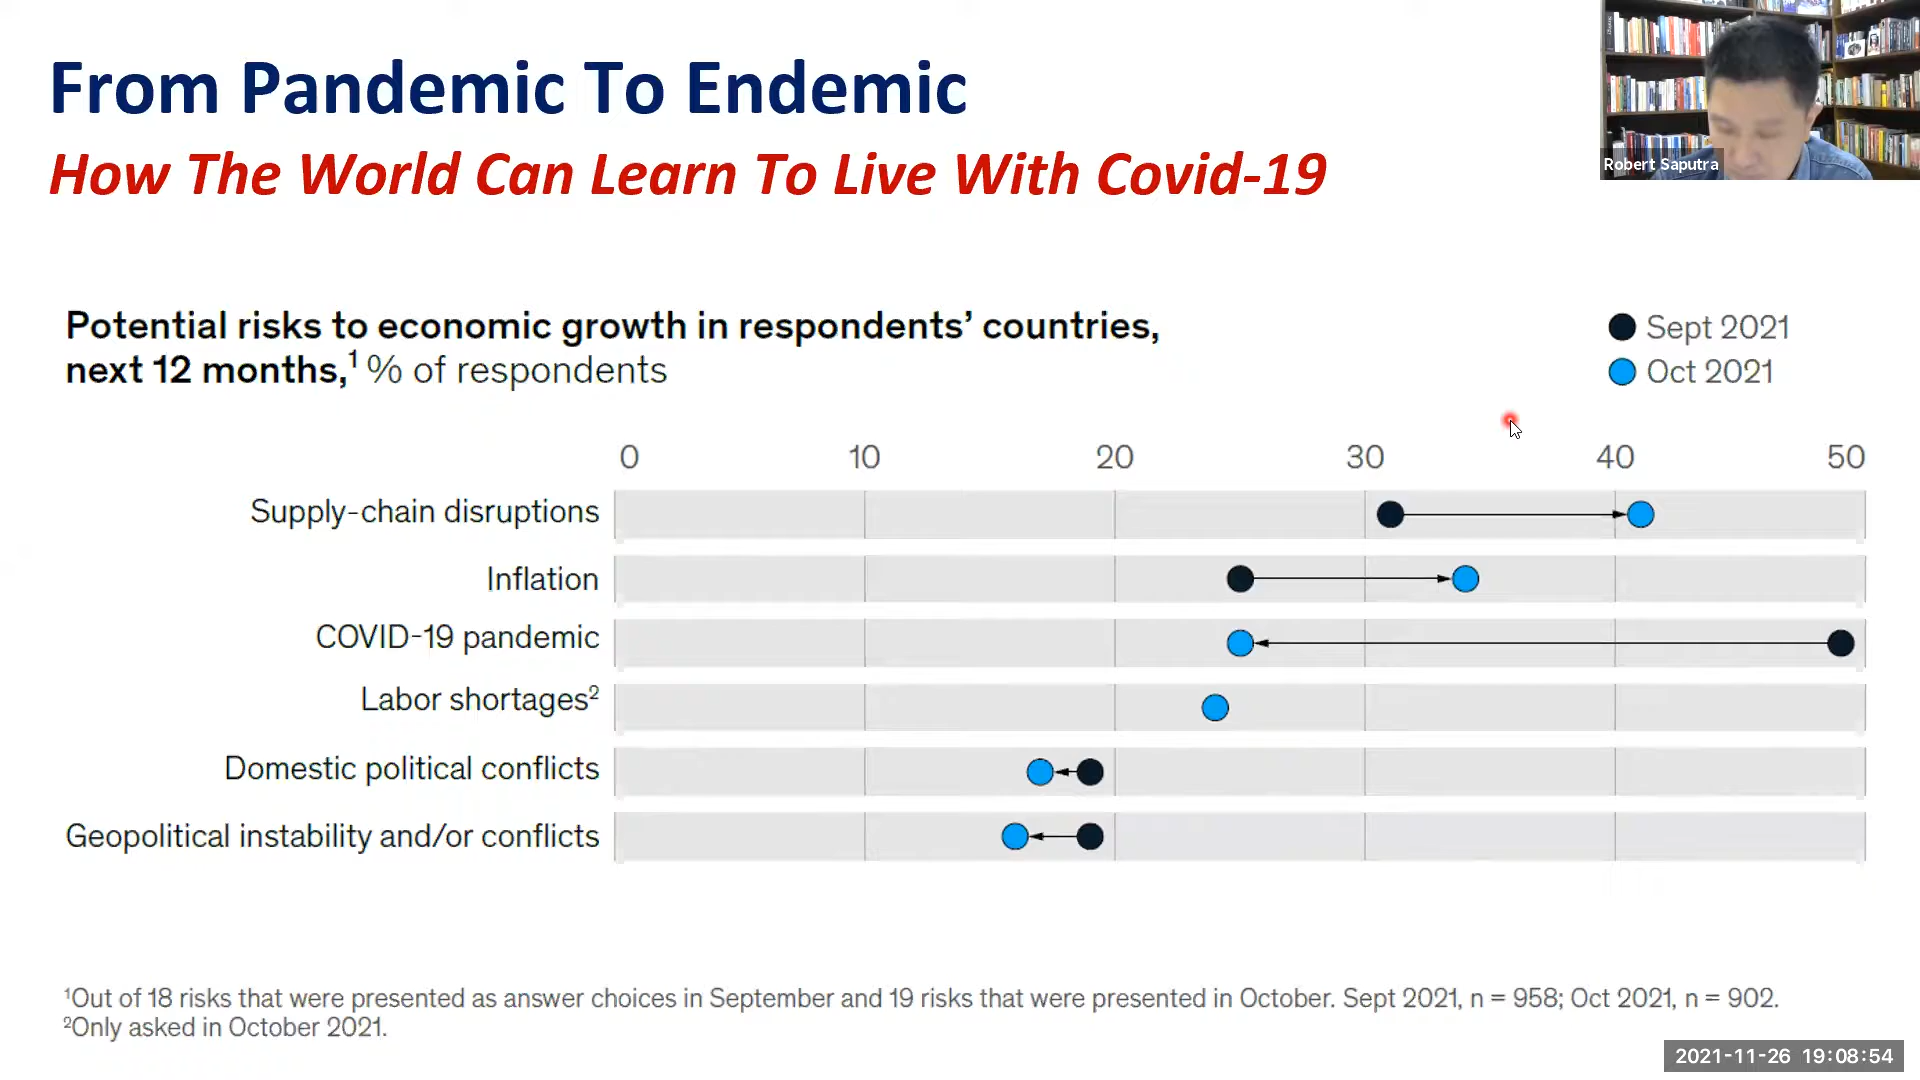 From Pandemic To Endemic
How The World Can Learn To Live With Covid-19
Robert Saputra
Potential risks to economic growth in respondents’ countries,
next 12 months,¹ % of respondents
Sept 2021
Oct 2021
0 10 20 30 40 50
Supply-chain disruptions
Inflation
COVID-19 pandemic
Labor shortages²
Domestic political conflicts
Geopolitical instability and/or conflicts
¹Out of 18 risks that were presented as answer choices in September and 19 risks that were presented in October. Sept 2021, n = 958; Oct 2021, n = 902.
²Only asked in October 2021.
2021-11-26 19:08:54